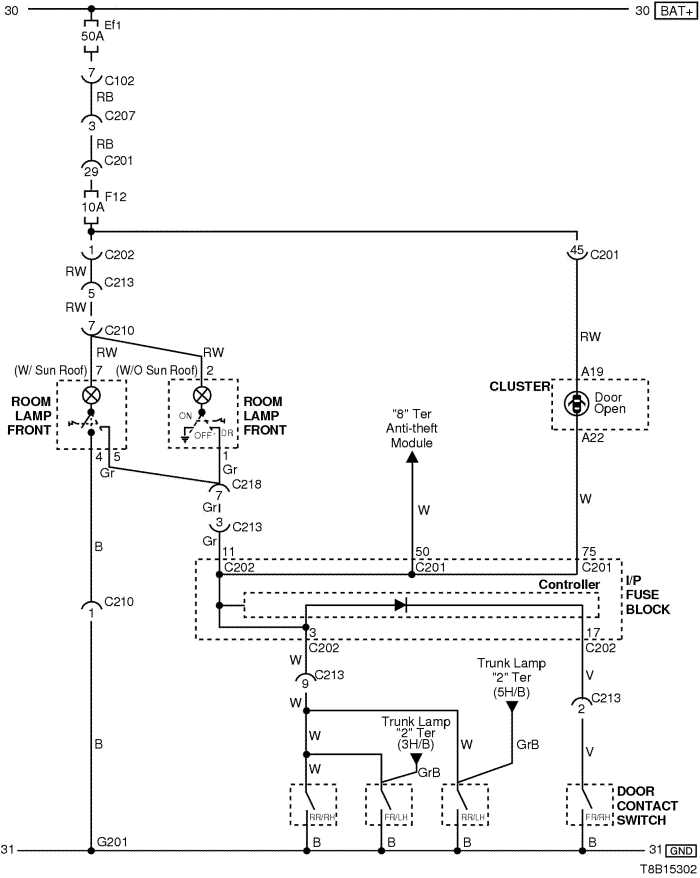 30
30 BAT+
Ef1
50A
7 C102
RB
C207
3
RB
C201
29
F12
10A
1 C202
45 C201
RW
C213
5
RW
7 C210
RW RW
RW
(W/ Sun Roof) 7 (W/O Sun Roof) 2
A19
CLUSTER
Door
Open
ROOM
LAMP
FRONT
ON
OFF DR
ROOM
LAMP
FRONT
"8" Ter
Anti-theft
Module
A22
4 5
Gr
1
Gr
C218
7
Gr
3 C213
Gr
W
W
B
11
C202
50
C201
75
C201
I/P
FUSE
BLOCK
Controller
C210
1
3
C202
17
C202
W
C213
9
W
Trunk Lamp
"2" Ter
(5H/B)
V
C213
2
Trunk Lamp
"2" Ter
(3H/B)
W
W
W
GrB
GrB
V
B
RR/RH
FR/LH
RR/LH
FR/RH
DOOR
CONTACT
SWITCH
G201
B
B
B
B
31
31 GND
T8B15302